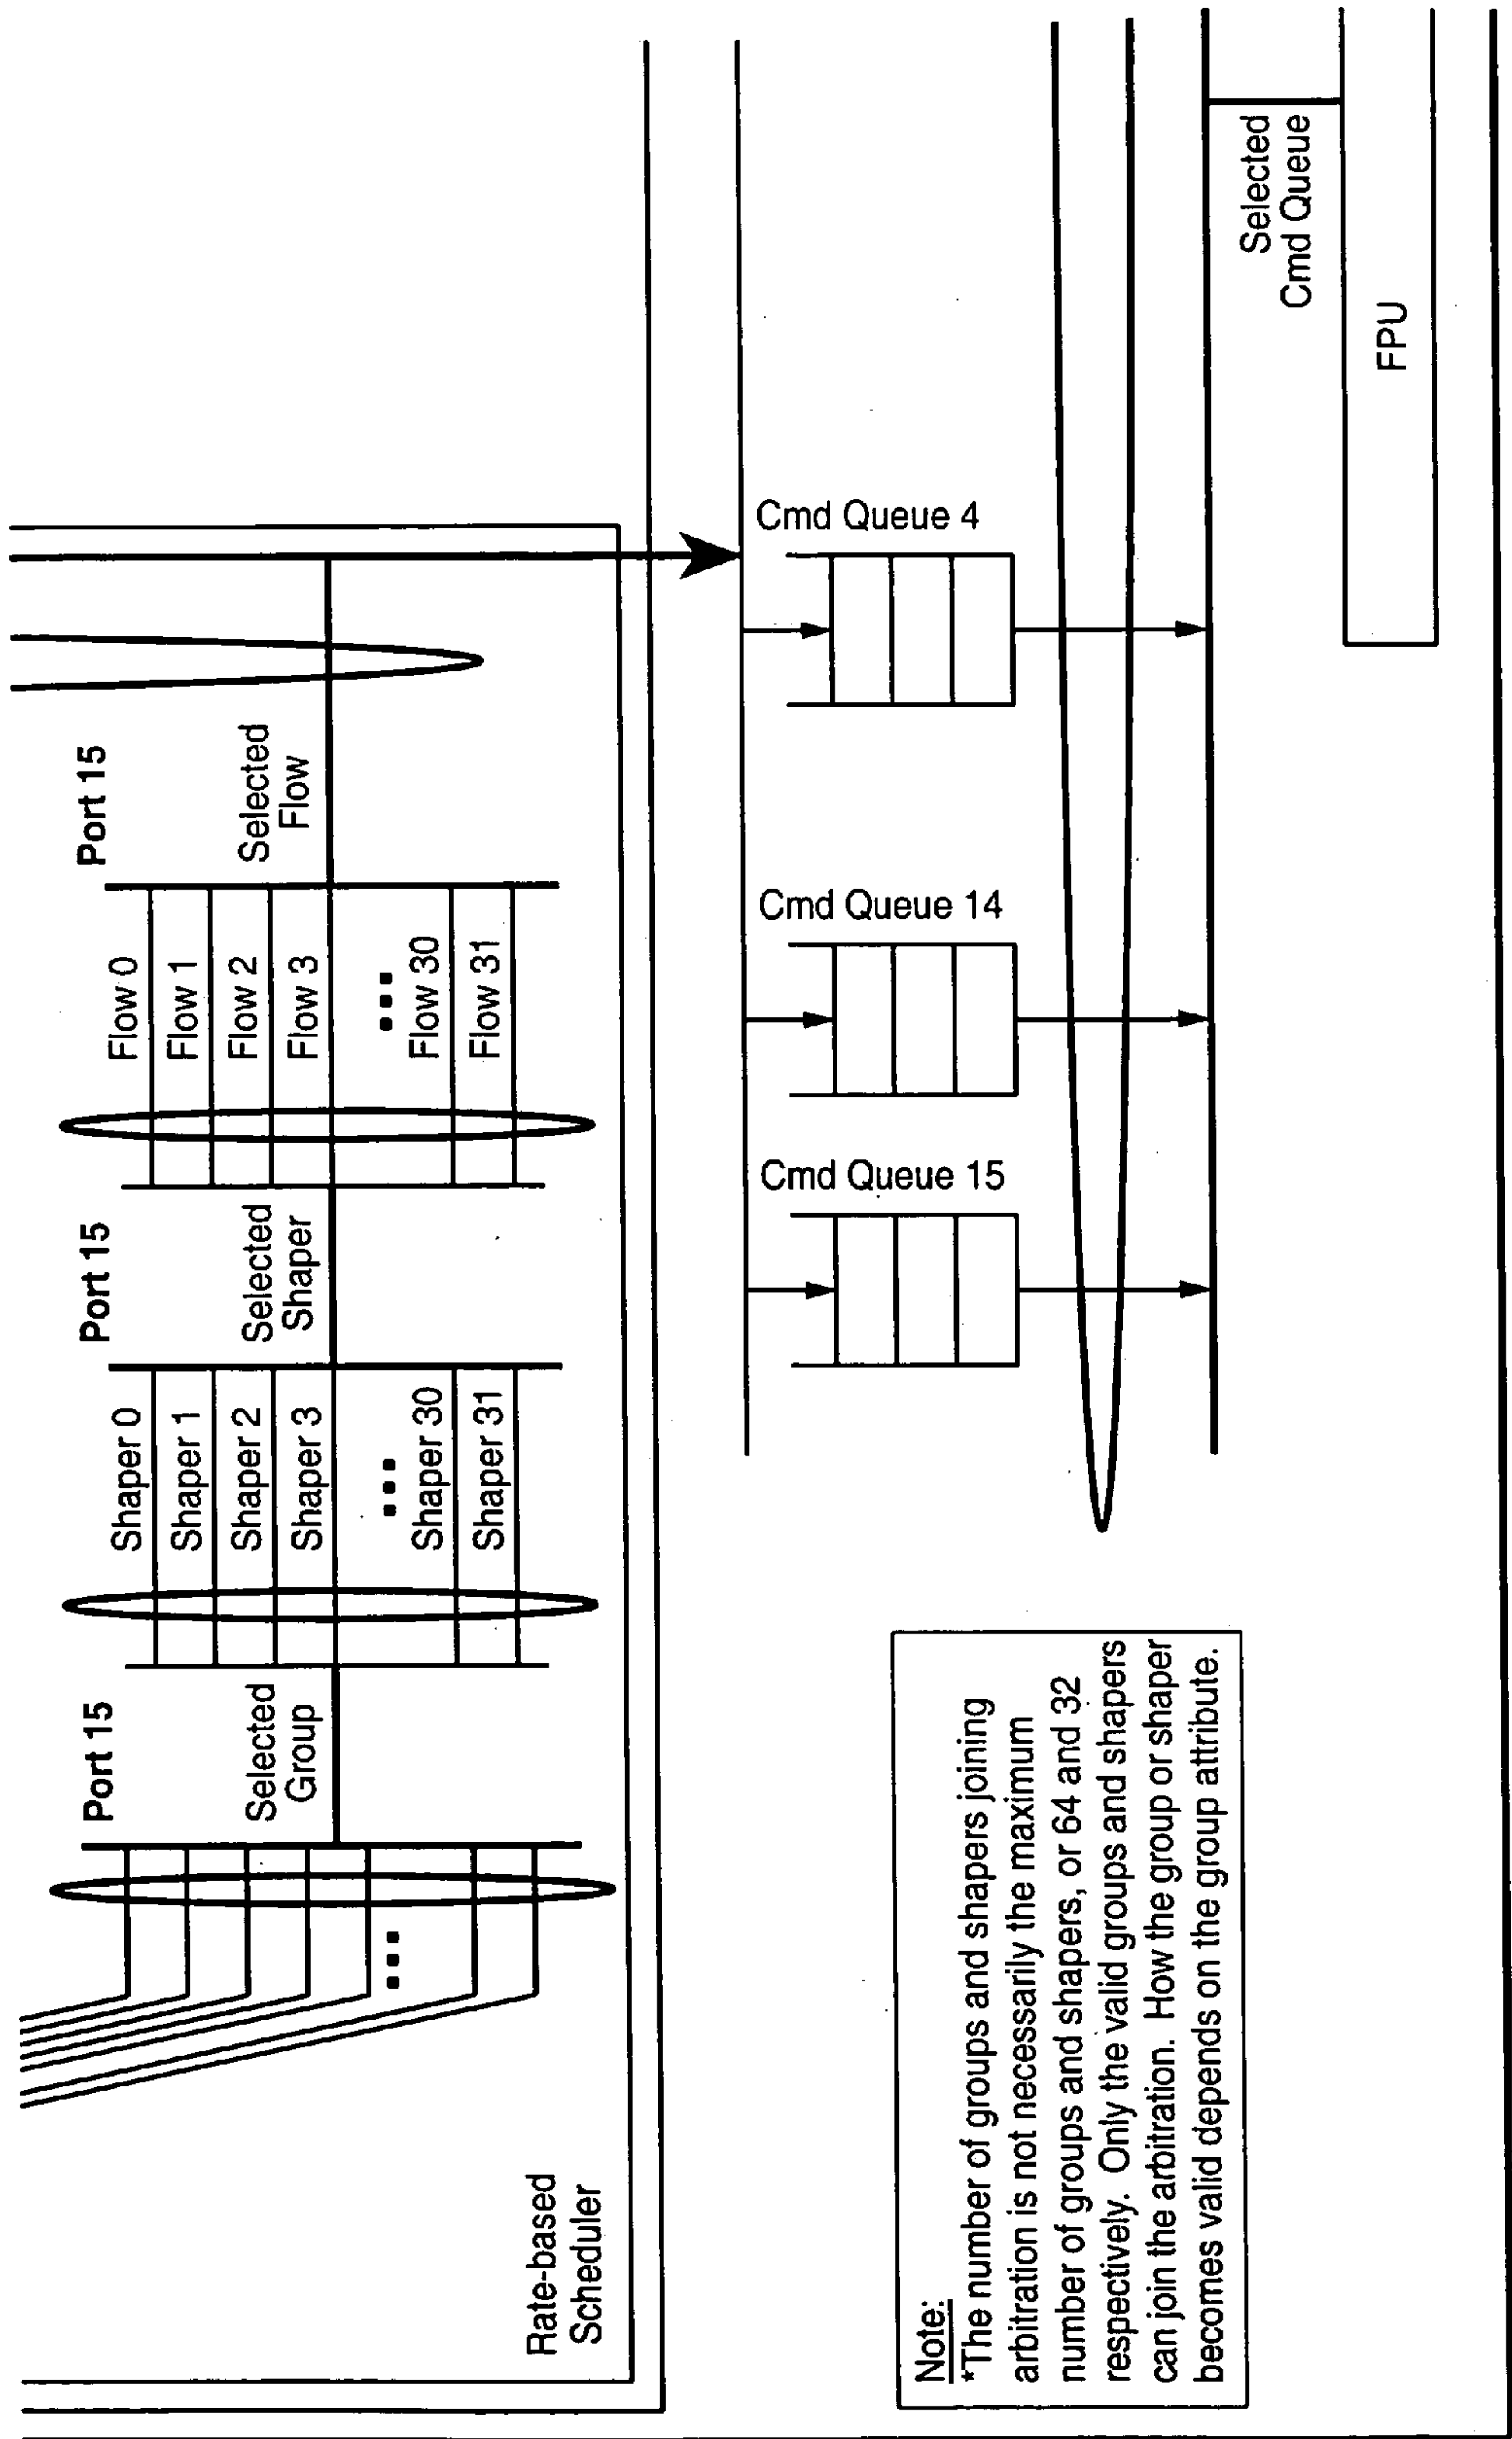 Port 15
Selected
Group
Shaper 0
Shaper 1
Shaper 2
Shaper 3
Shaper 30
Shaper 31
Port 15
Selected
Shaper
Flow 0
Flow 1
Flow 2
Flow 3
Flow 30
Flow 31
Port 15
Selected
Flow
Rate-based
Scheduler
Cmd Queue 15
Cmd Queue 14
Cmd Queue 4
Selected
Cmd Queue
FPU
Note:
*The number of groups and shapers joining
arbitration is not necessarily the maximum
number of groups and shapers, or 64 and 32
respectively. Only the valid groups and shapers
can join the arbitration. How the group or shaper
becomes valid depends on the group attribute.